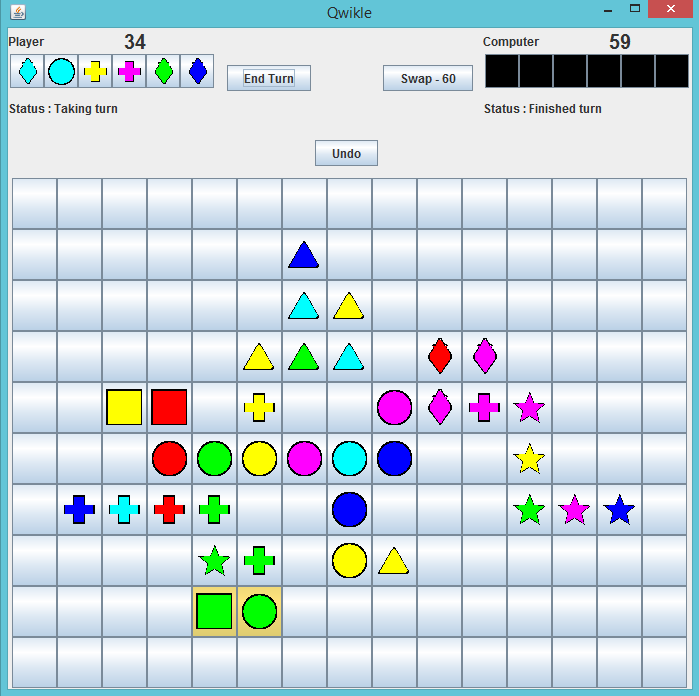 Qwikle
Player 34
Computer 59
End Turn
Swap - 60
Status : Taking turn
Status : Finished turn
Undo